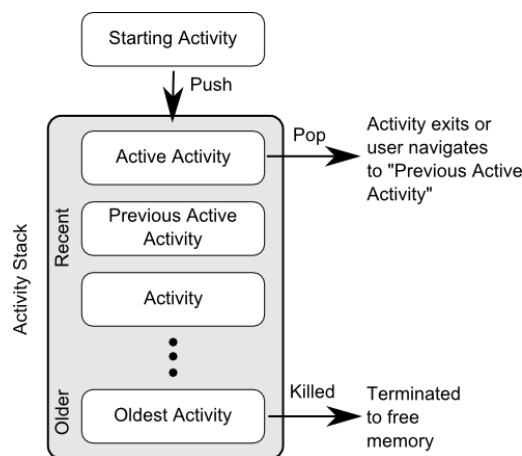 Starting Activity
Push
Pop
Activity exits or
user navigates
to "Previous Active
Activity"
Active Activity
Previous Active
Activity
Activity
Activity Stack
Recent
Older
Oldest Activity
Killed
Terminated
to free
memory